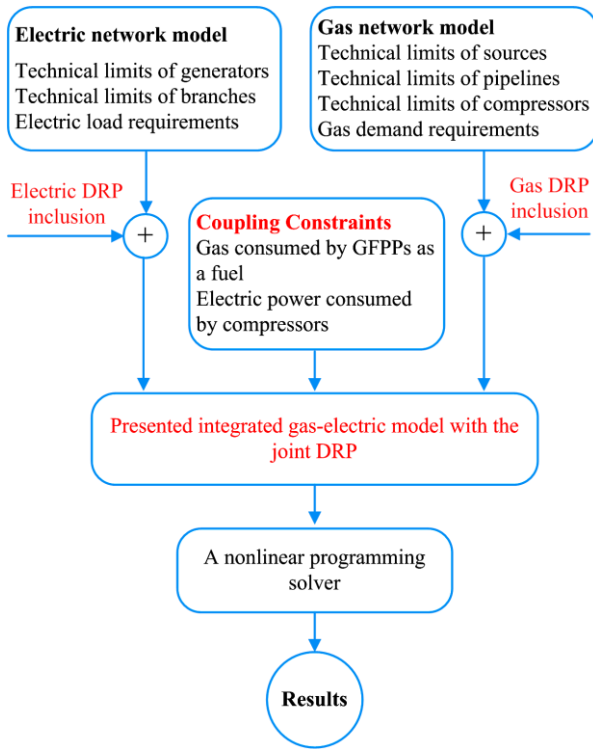 Electric network model
Technical limits of generators
Technical limits of branches
Electric load requirements
Gas network model
Technical limits of sources
Technical limits of pipelines
Technical limits of compressors
Gas demand requirements
Electric DRP
inclusion
+
Coupling Constraints
Gas consumed by GFPPs as
a fuel
Electric power consumed
by compressors
+
Gas DRP
inclusion
Presented integrated gas-electric model with the
joint DRP
A nonlinear programming
solver
Results